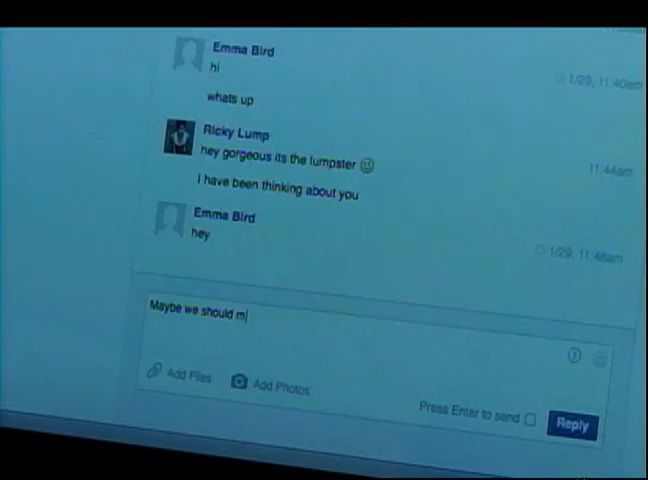 Emma Bird
hi
1/29, 11:40am
whats up
Ricky Lump
hey gorgeous its the lumpster
11:44am
I have been thinking about you
Emma Bird
hey
1/29, 11:46am
Maybe we should m
Add Files
Add Photos
Press Enter to send
Reply